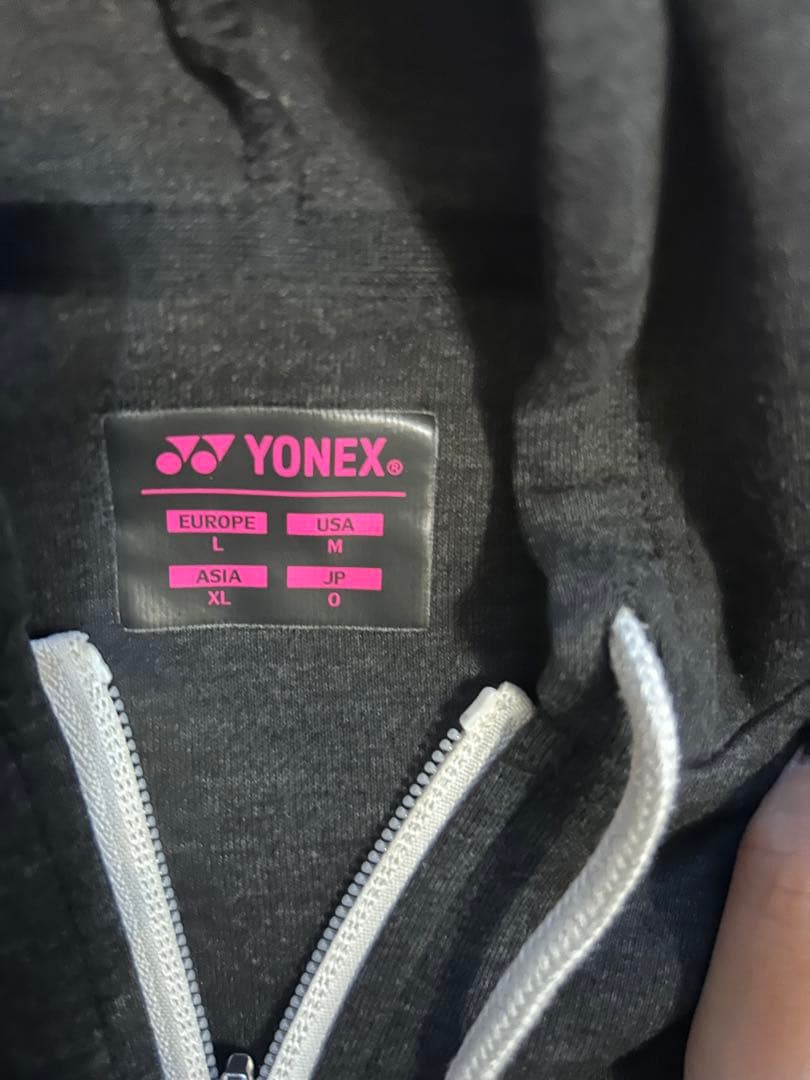 YONEX®
EUROPE USA
L M
ASIA JP
XL O